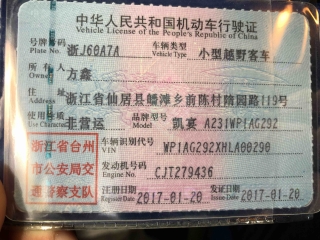 中华人民共和国机动车行驶证
Vehicle License of the People's Republic of China
号牌号码 浙J60A7A 车辆类型 小型越野客车
Plate No. Vehicle Type
所有人 方鑫
Owner
住址 浙江省仙居县皤滩乡前陈村隋园路119号
Address
使用性质 非营运 品牌型号 凯宴 A231WP1AG292
Use Character Model
浙江省台州
市公安局交
通警察支队
车辆识别代号 WP1AG292XHLA00290
VIN
发动机号码 CJT279436
Engine No.
注册日期 2017-01-20 发证日期 2017-01-20
Register Date Issue Date